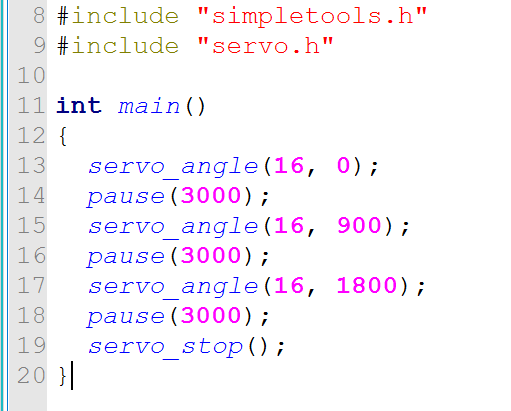 8 #include "simpletools.h"
9 #include "servo.h"
10
11 int main()
12 {
13   servo_angle(16, 0);
14   pause(3000);
15   servo_angle(16, 900);
16   pause(3000);
17   servo_angle(16, 1800);
18   pause(3000);
19   servo_stop();
20 }